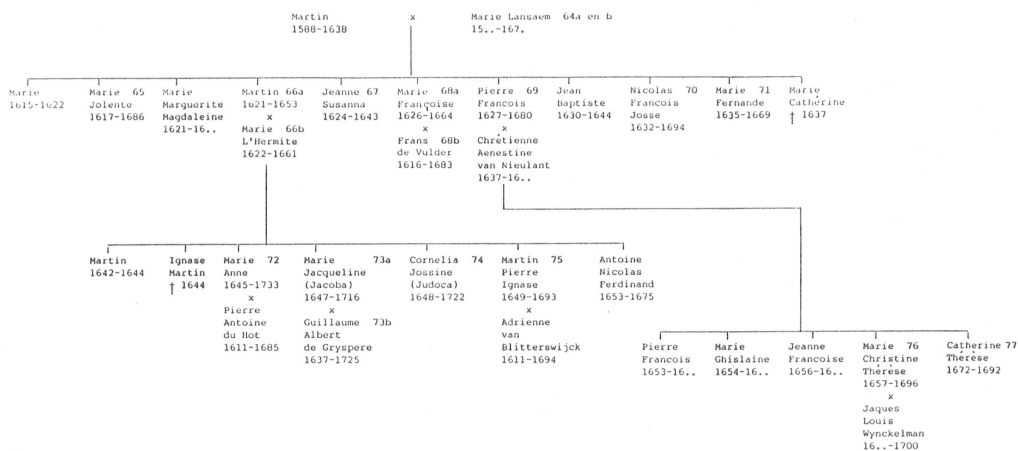 Martin x Marie Lansaem 64a en b
1588-1638 15..-167.
Marie
1615-1622
Marie 65
Jolente
1617-1686
Marie
Marguerite
Magdaleine
1621-16..
Martin 66a
1621-1653
x
Marie 66b
L'Hermite
1622-1661
Jeanne 67
Susanna
1624-1643
Marie 68a
Françoise
1626-1664
x
Frans 68b
de Vulder
1616-1683
Pierre 69
Francois
1627-1680
x
Chrétienne
Aenestine
van Nieulant
1637-16..
Jean
Baptiste
1630-1644
Nicolas 70
Francois
Josse
1632-1694
Marie 71
Fernande
1635-1669
Marie
Cathérine
† 1637
Martin
1642-1644
Ignase
Martin
† 1644
Marie 72
Anne
1645-1733
x
Pierre
Antoine
du Hot
1611-1685
Marie 73a
Jacqueline
(Jacoba)
1647-1716
x
Guillaume 73b
Albert
de Gryspere
1637-1725
Cornelia 74
Jossine
(Judoca)
1648-1722
Martin 75
Pierre
Ignase
1649-1693
x
Adrienne
van
Blitterswijck
1611-1694
Antoine
Nicolas
Ferdinand
1653-1675
Pierre
Francois
1653-16..
Marie
Ghislaine
1654-16..
Jeanne
Francoise
1656-16..
Marie 76
Christine
Thérèse
1657-1696
x
Jaques
Louis
Wynckelman
16..-1700
Catherine 77
Thérèse
1672-1692